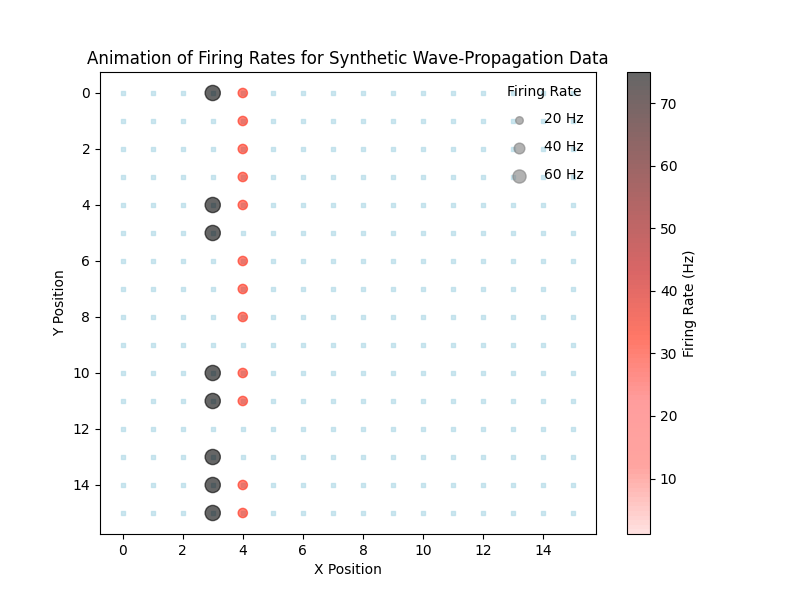 Animation of Firing Rates for Synthetic Wave-Propagation Data
Firing Rate
20 Hz
40 Hz
60 Hz
0
2
4
6
8
10
12
14
Y Position
0
2
4
6
8
10
12
14
X Position
70
60
50
40
30
20
10
Firing Rate (Hz)